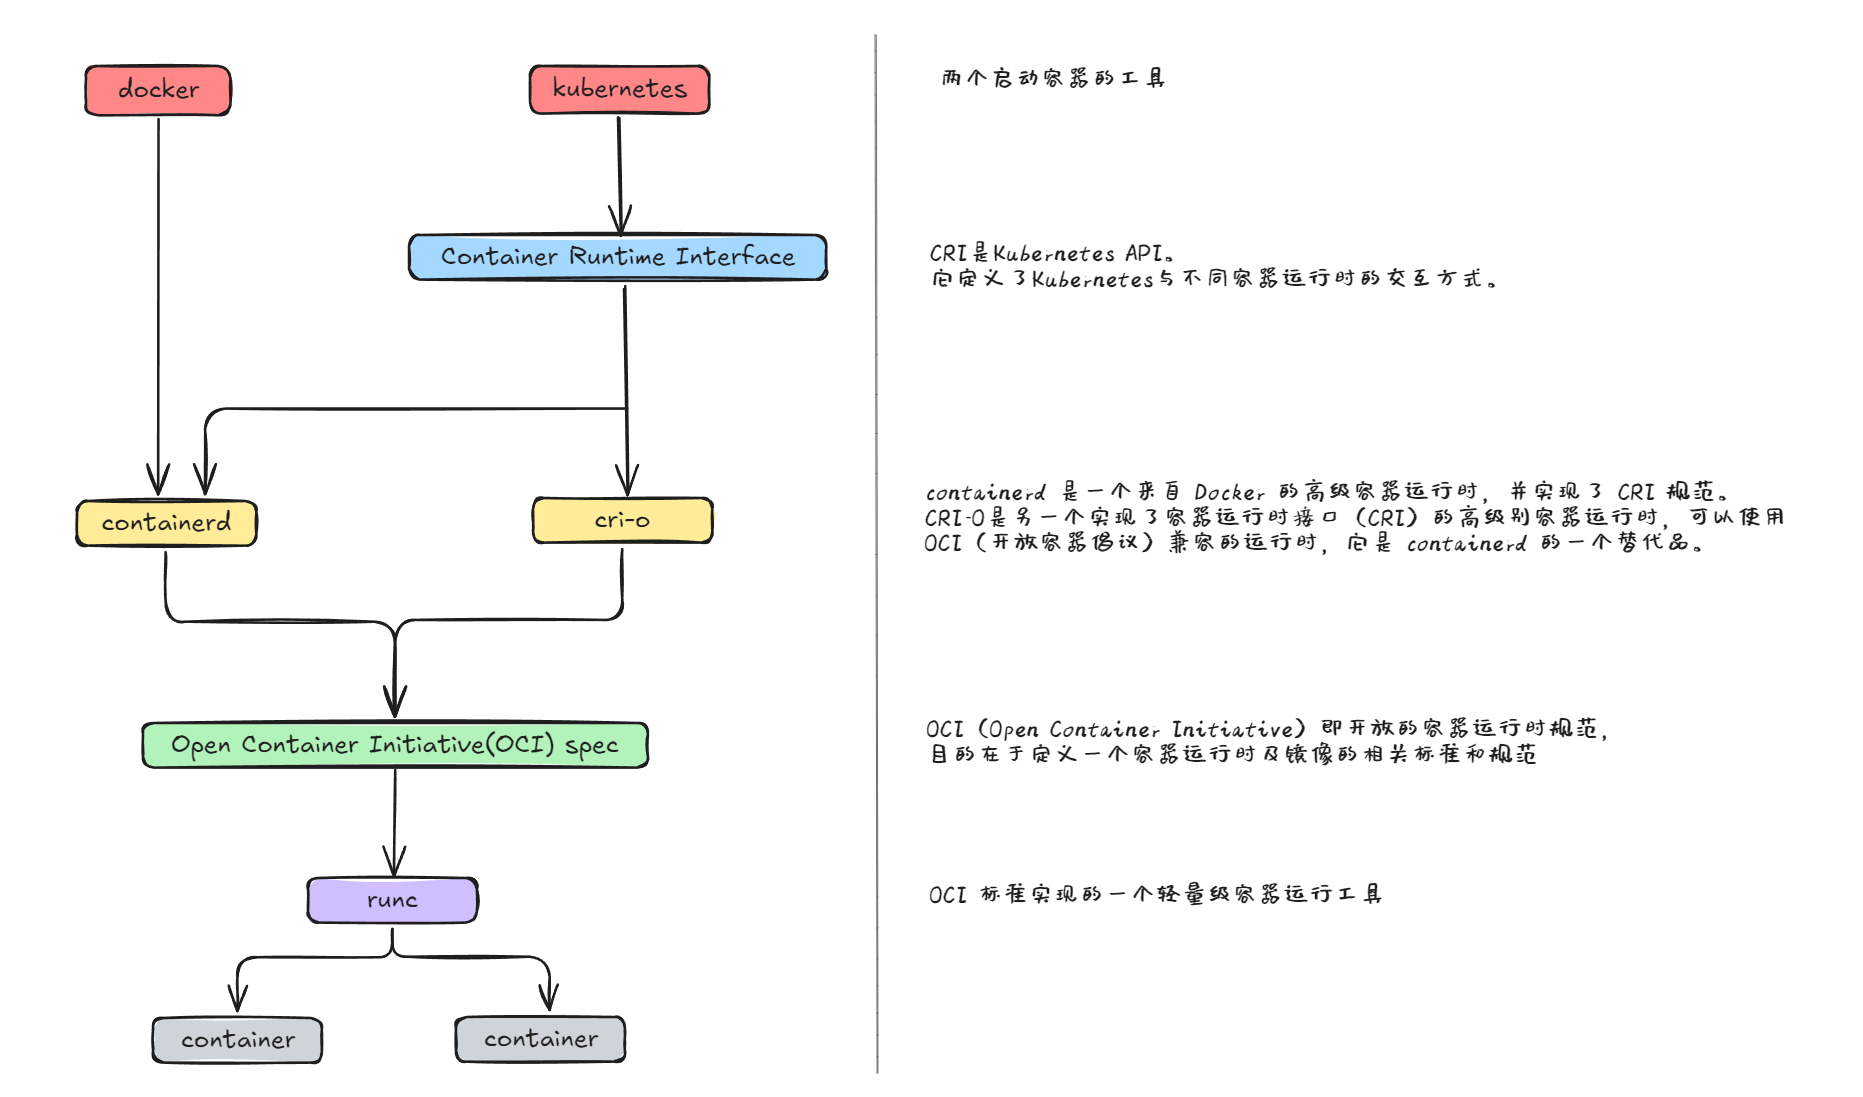 docker
kubernetes
两个启动容器的工具
Container Runtime Interface
CRI是Kubernetes API。
它定义了Kubernetes与不同容器运行时的交互方式。
containerd
cri-o
containerd 是一个来自 Docker 的高级容器运行时，并实现了 CRI 规范。
CRI-O是另一个实现了容器运行时接口（CRI）的高级别容器运行时，可以使用
OCI（开放容器倡议）兼容的运行时，它是 containerd 的一个替代品。
Open Container Initiative(OCI) spec
OCI（Open Container Initiative）即开放的容器运行时规范，
目的在于定义一个容器运行时及镜像的相关标准和规范
runc
OCI 标准实现的一个轻量级容器运行工具
container
container